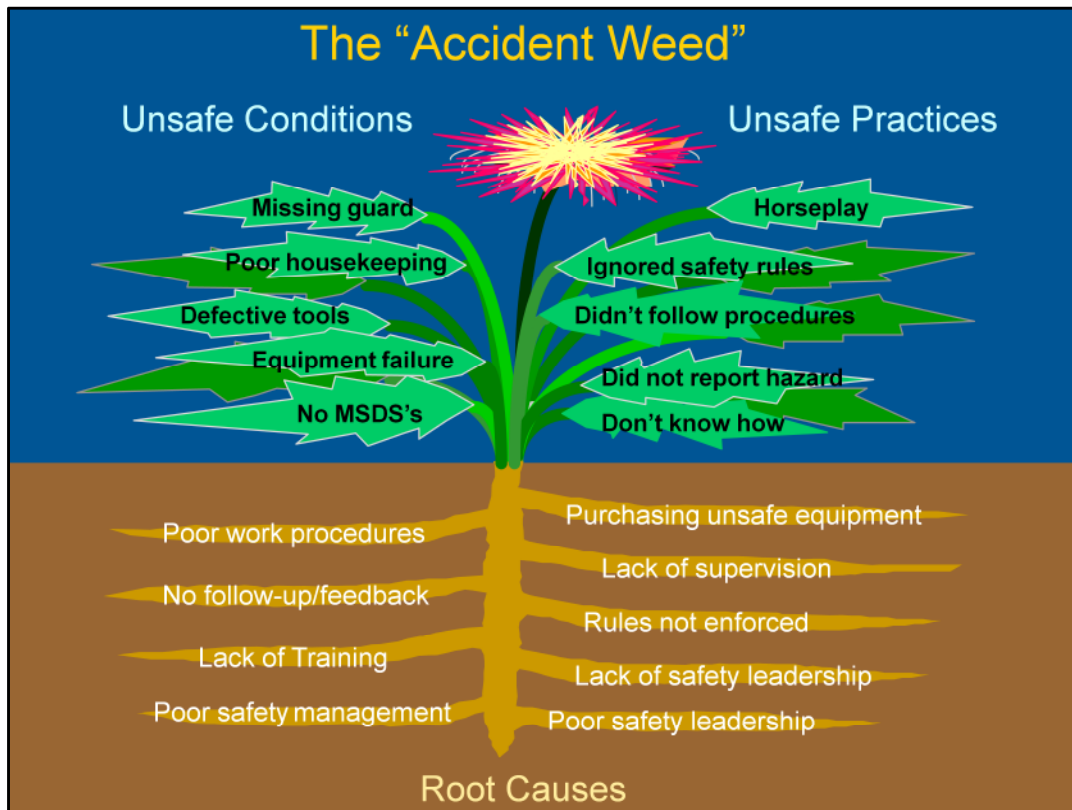 The “Accident Weed”
Unsafe Conditions
Unsafe Practices
Missing guard
Poor housekeeping
Defective tools
Equipment failure
No MSDS's
Horseplay
Ignored safety rules
Didn't follow procedures
Did not report hazard
Don't know how
Poor work procedures
No follow-up/feedback
Lack of Training
Poor safety management
Purchasing unsafe equipment
Lack of supervision
Rules not enforced
Lack of safety leadership
Poor safety leadership
Root Causes